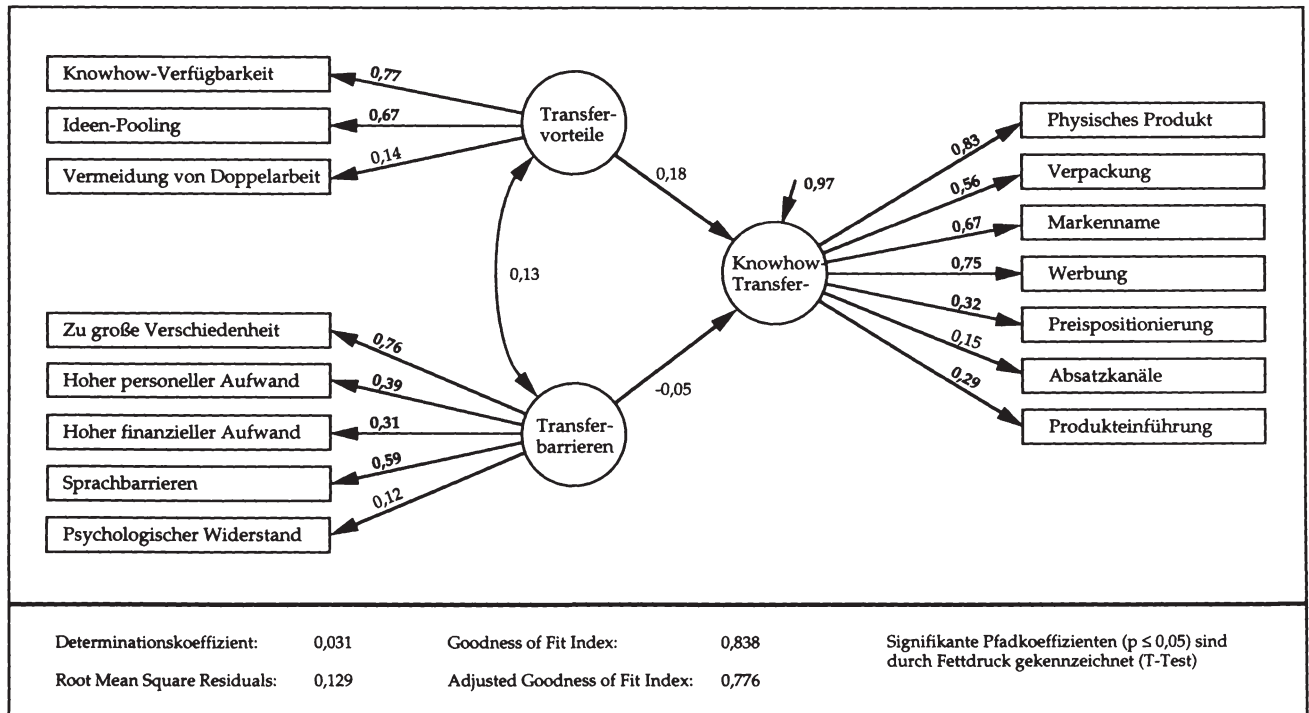 Knowhow-Verfügbarkeit
Ideen-Pooling
Vermeidung von Doppelarbeit
0,77
0,67
0,14
Transfer-
vorteile
0,18
0,13
0,97
Knowhow-
Transfer-
Zu große Verschiedenheit
Hoher personeller Aufwand
Hoher finanzieller Aufwand
Sprachbarrieren
Psychologischer Widerstand
0,76
0,39
0,31
0,59
0,12
Transfer-
barrieren
-0,05
0,83
0,56
0,67
0,75
0,32
0,15
0,29
Physisches Produkt
Verpackung
Markenname
Werbung
Preispositionierung
Absatzkanäle
Produkteinführung
Determinationskoeffizient: 0,031 Goodness of Fit Index: 0,838
Root Mean Square Residuals: 0,129 Adjusted Goodness of Fit Index: 0,776
Signifikante Pfadkoeffizienten (p ≤ 0,05) sind
durch Fettdruck gekennzeichnet (T-Test)